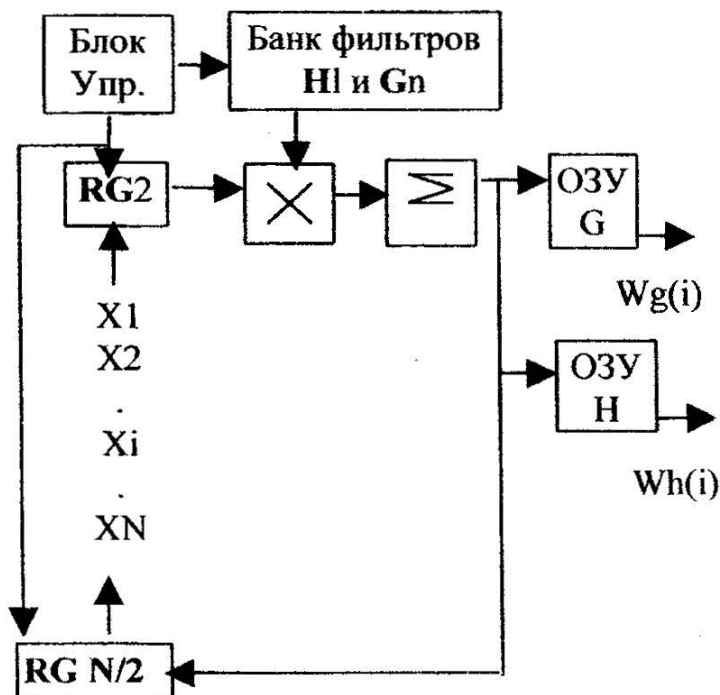 Блок
Упр.
Банк фильтров
Hl и Gn
RG2
×
Σ
ОЗУ
G
Wg(i)
X1
X2
.
Xi
.
XN
ОЗУ
H
Wh(i)
RG N/2